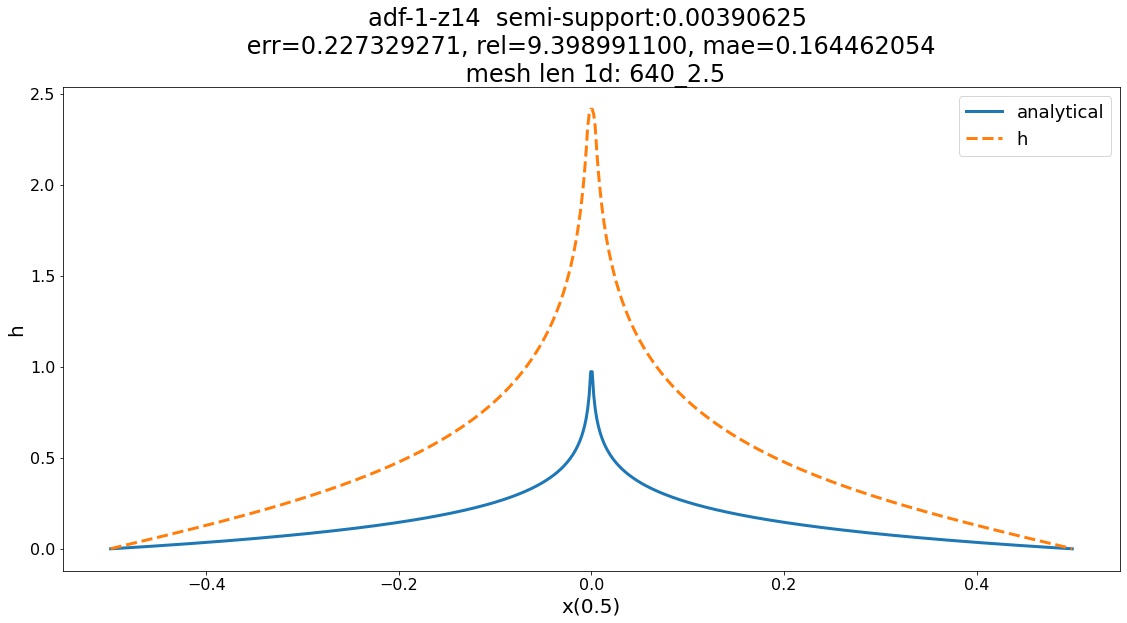 adf-1-z14  semi-support:0.00390625
err=0.227329271, rel=9.398991100, mae=0.164462054
mesh len 1d: 640_2.5
analytical
h
2.5
2.0
1.5
1.0
0.5
0.0
h
−0.4
−0.2
0.0
0.2
0.4
x(0.5)